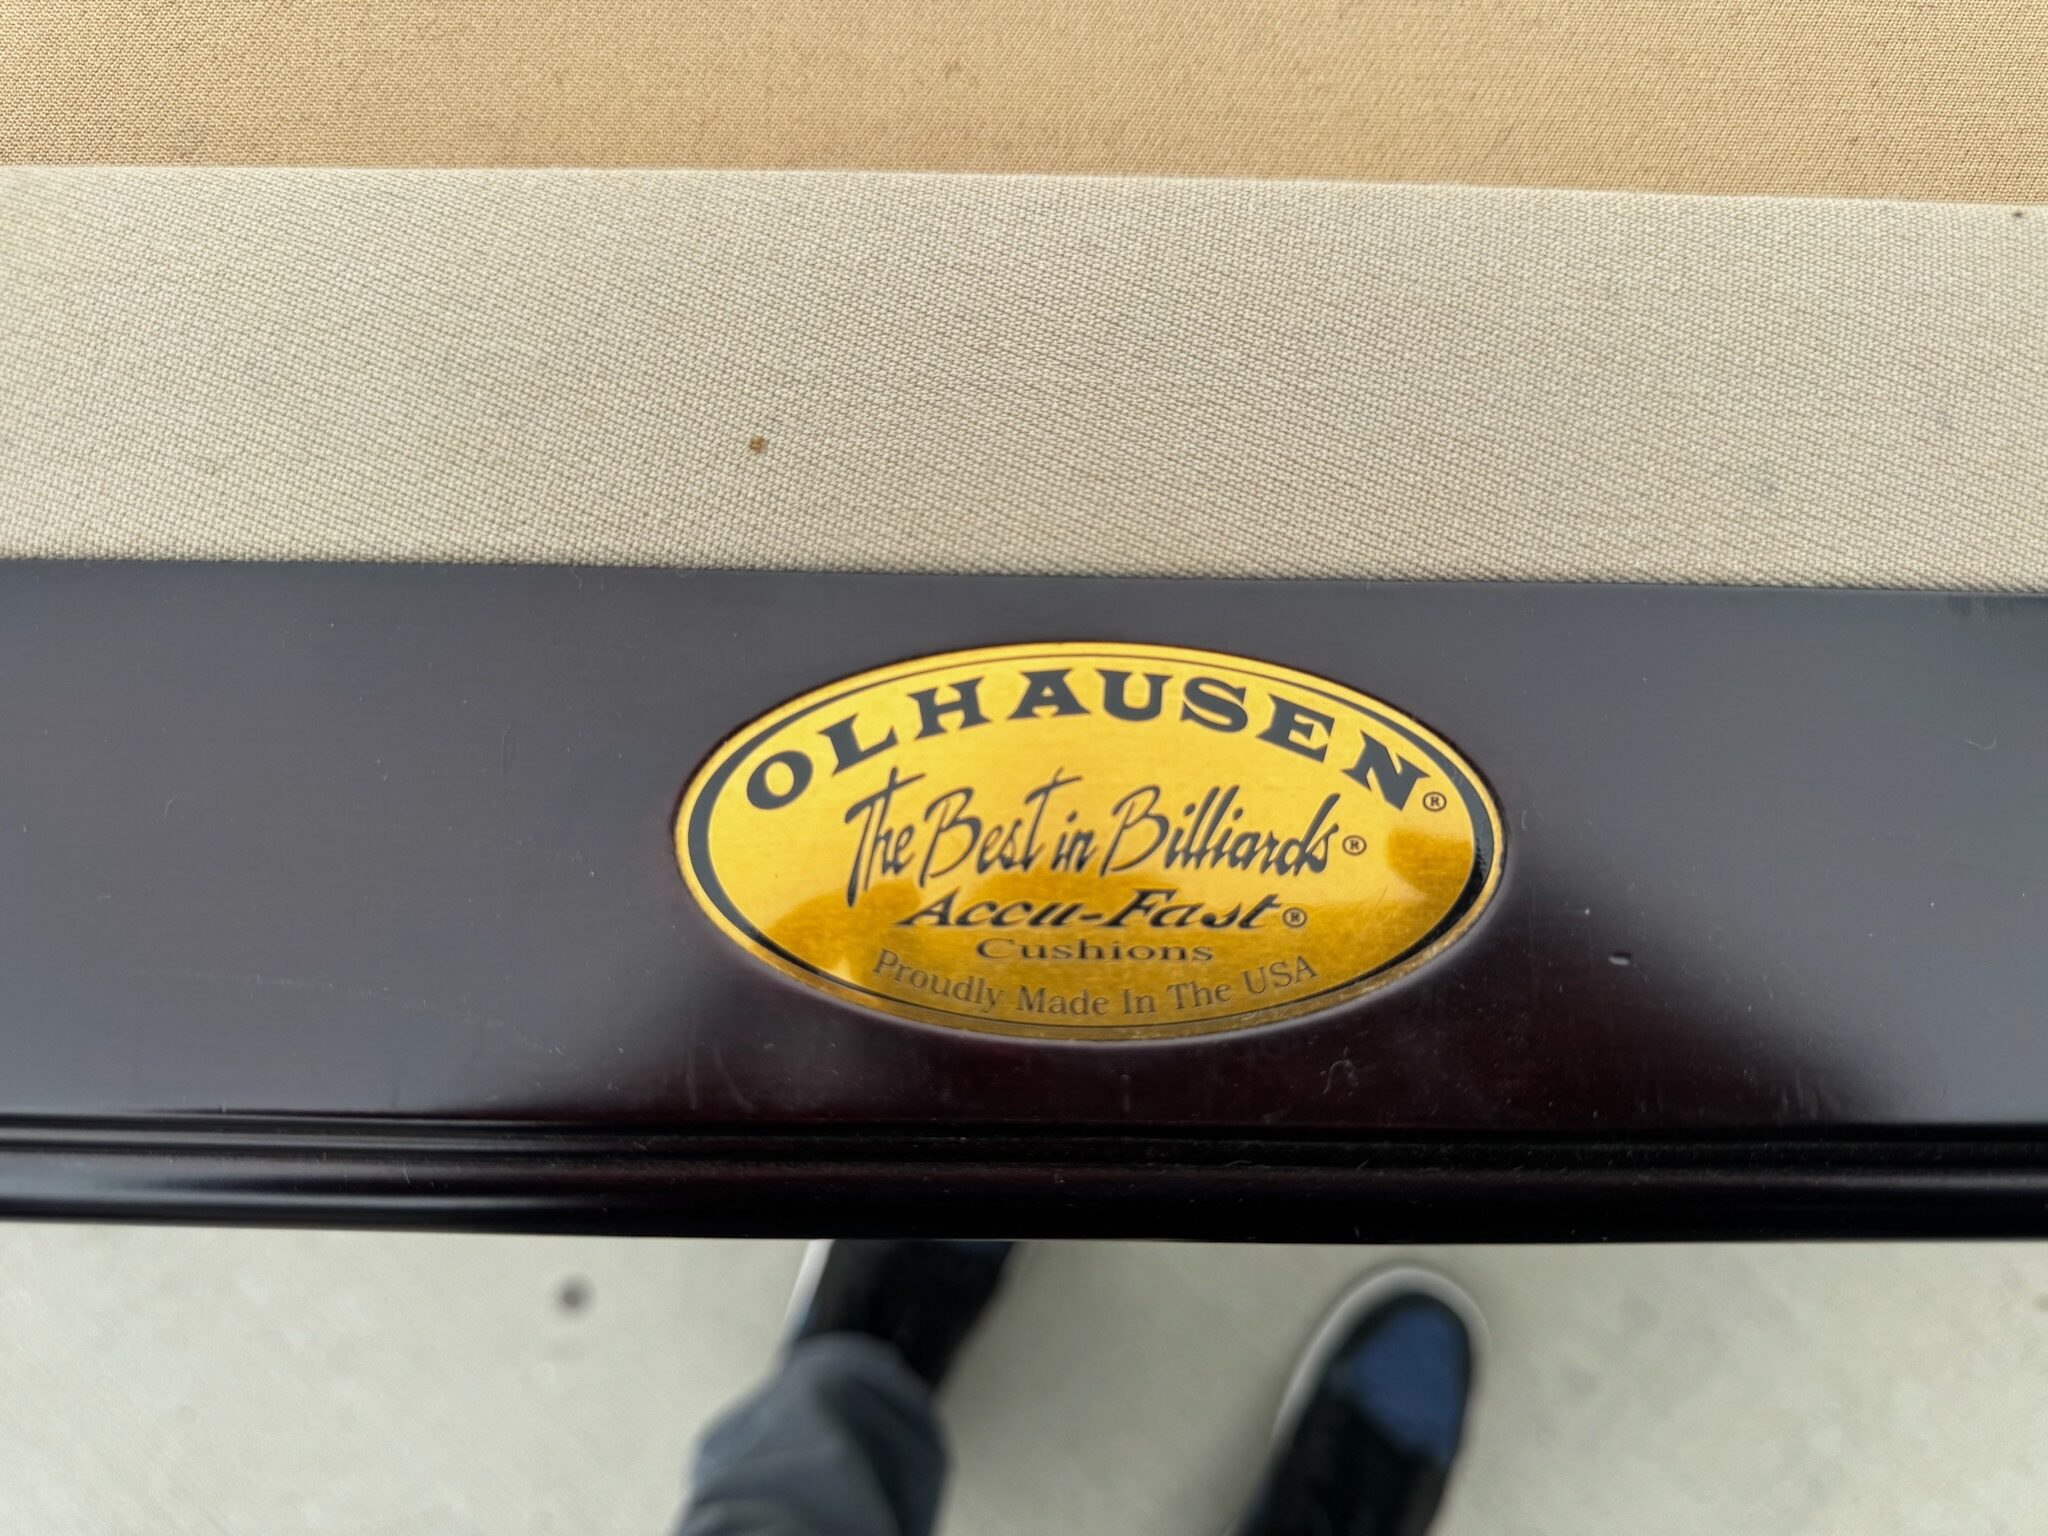 OLHAUSEN®
The Best in Billiards®
Accu-Fast®
Cushions
Proudly Made In The USA